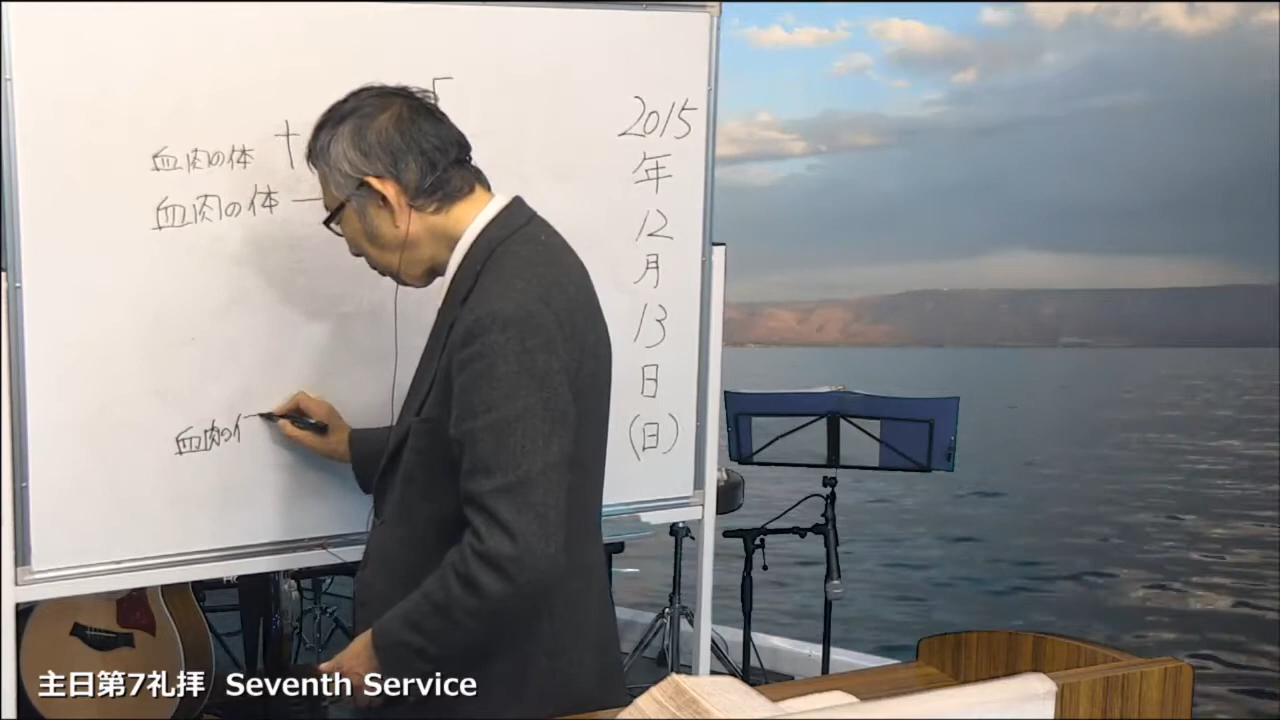 血肉の体 十
血肉の体 一
血肉の
2015
年
12
月
13
日
(日)
主日第7礼拝 Seventh Service